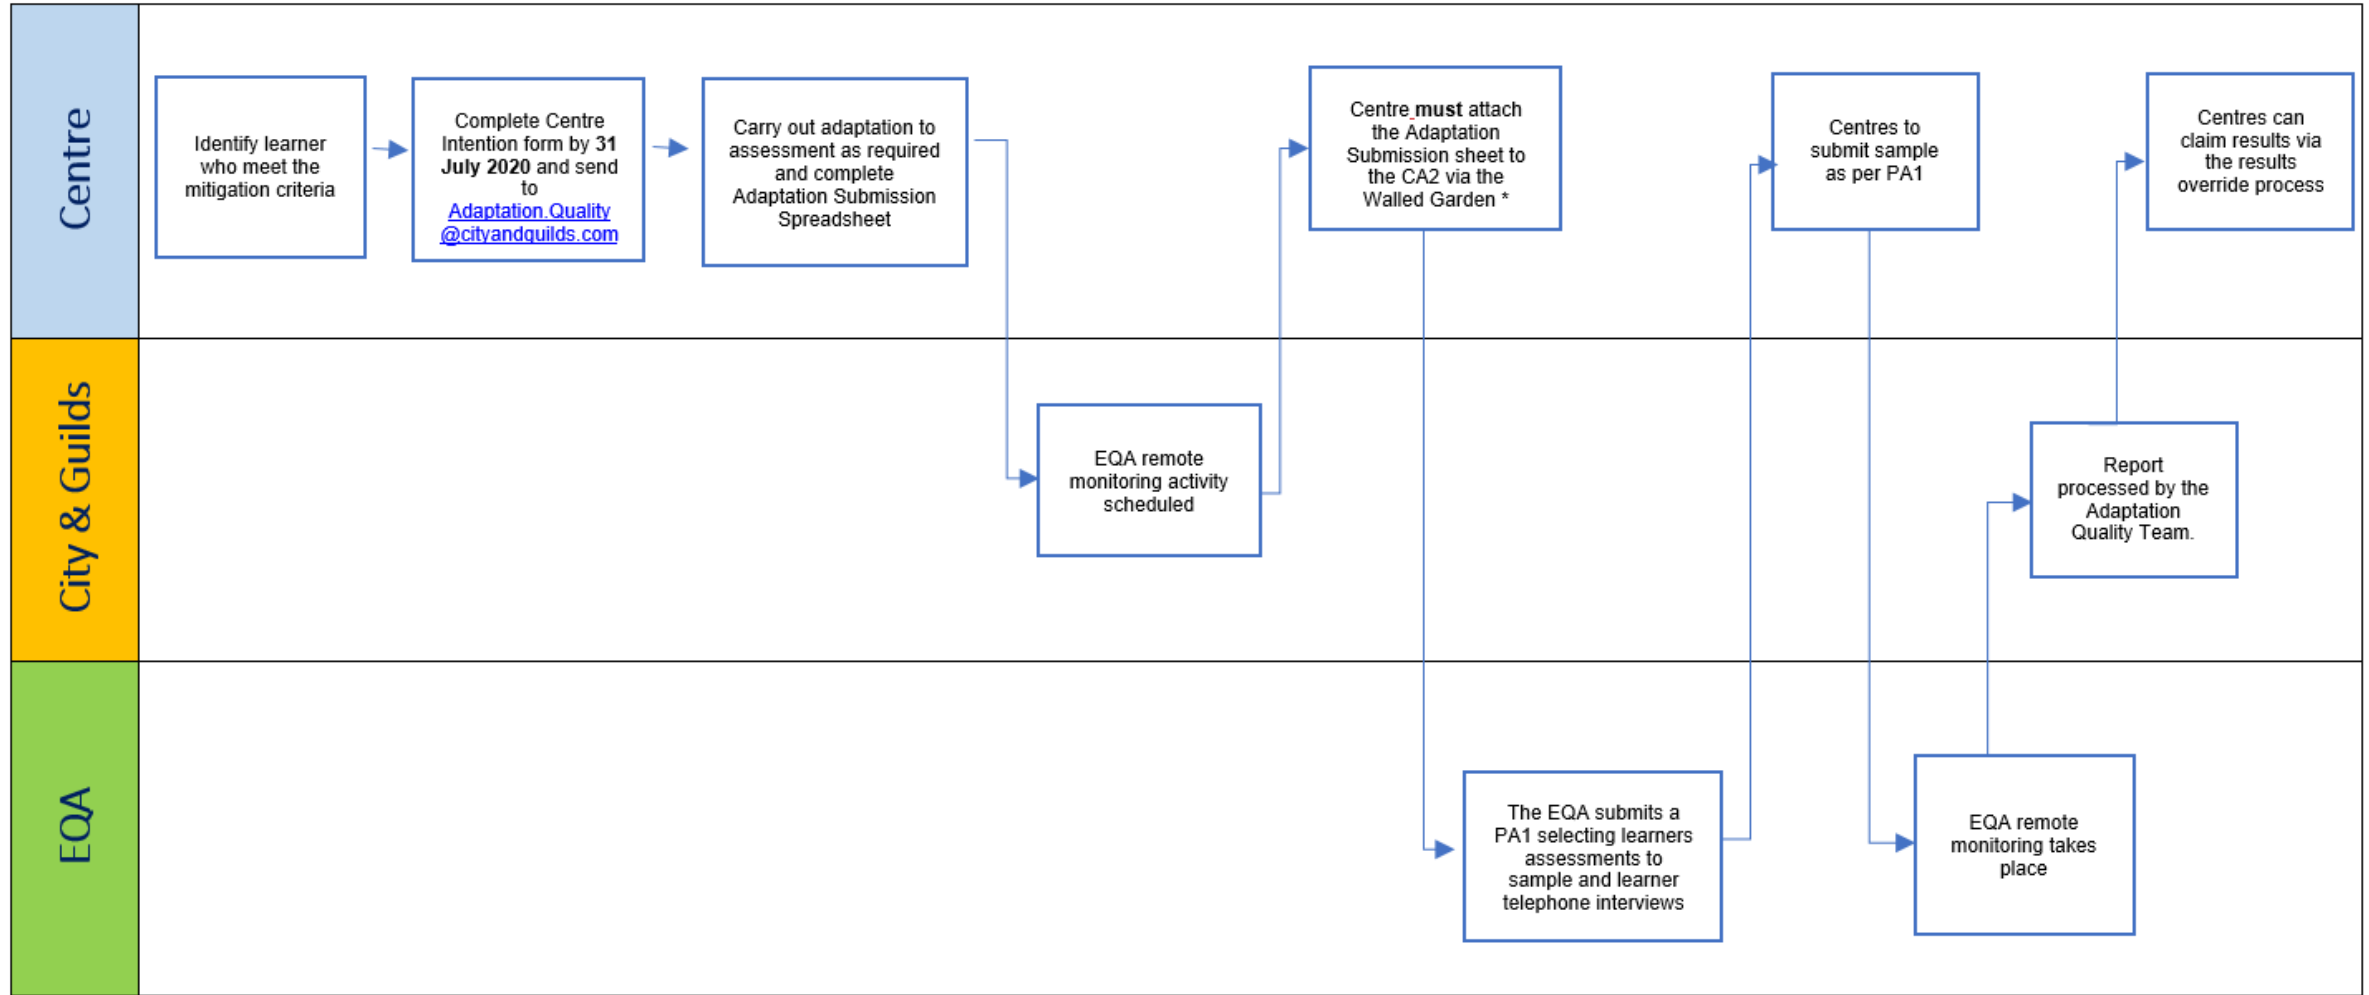 Centre
Identify learner
who meet the
mitigation criteria
Complete Centre
Intention form by 31
July 2020 and send
to
Adaptation.Quality
@cityandguilds.com
Carry out adaptation to
assessment as required
and complete
Adaptation Submission
Spreadsheet
Centre must attach
the Adaptation
Submission sheet to
the CA2 via the
Walled Garden *
Centres to
submit sample
as per PA1
Centres can
claim results via
the results
override process
City & Guilds
EQA remote
monitoring activity
scheduled
Report
processed by the
Adaptation
Quality Team.
EQA
The EQA submits a
PA1 selecting learners
assessments to
sample and learner
telephone interviews
EQA remote
monitoring takes
place